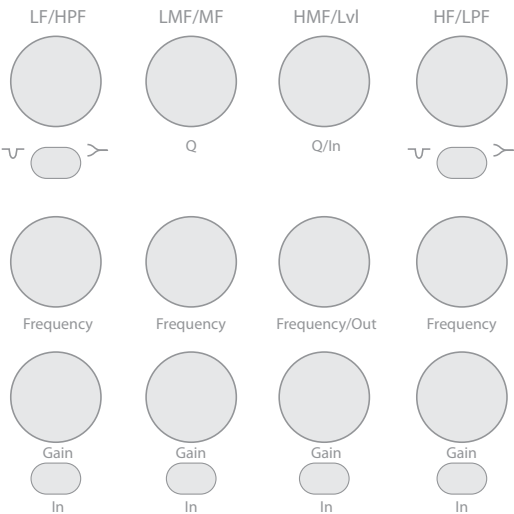 LF/HPF LMF/MF HMF/Lvl HF/LPF
Q Q/In
Frequency Frequency Frequency/Out Frequency
Gain Gain Gain Gain
In In In In